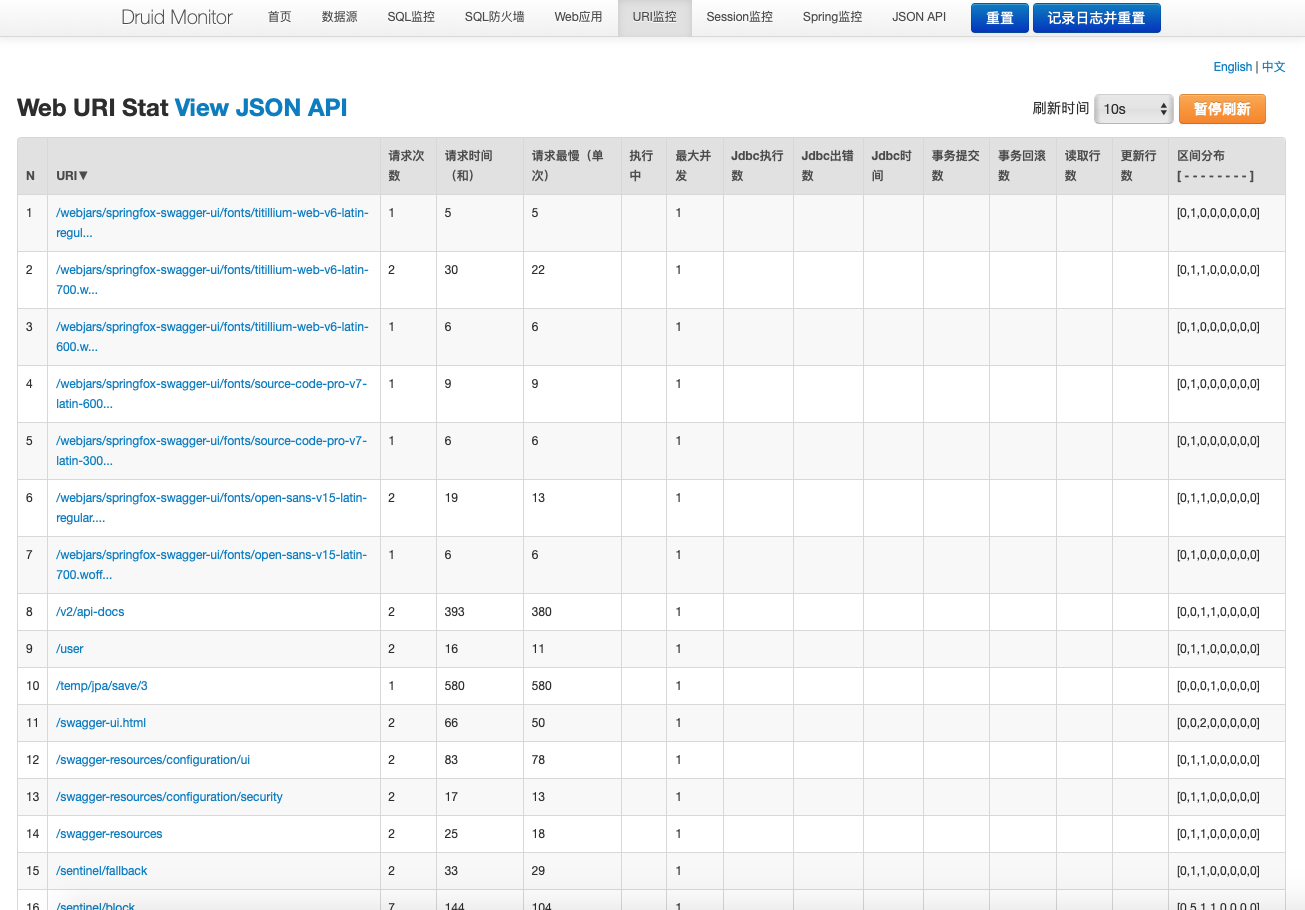 Druid Monitor 首页 数据源 SQL监控 SQL防火墙 Web应用 URI监控 Session监控 Spring监控 JSON API 重置 记录日志并重置
English | 中文
Web URI Stat View JSON API 刷新时间 10s 暂停刷新
N URI▼ 请求次数 请求时间（和） 请求最慢（单次） 执行中 最大并发 Jdbc执行数 Jdbc出错数 Jdbc时间 事务提交数 事务回滚数 读取行数 更新行数 区间分布 [ - - - - - - - - ]
1 /webjars/springfox-swagger-ui/fonts/titillium-web-v6-latin-regul... 1 5 5 1 [0,1,0,0,0,0,0,0]
2 /webjars/springfox-swagger-ui/fonts/titillium-web-v6-latin-700.w... 2 30 22 1 [0,1,1,0,0,0,0,0]
3 /webjars/springfox-swagger-ui/fonts/titillium-web-v6-latin-600.w... 1 6 6 1 [0,1,0,0,0,0,0,0]
4 /webjars/springfox-swagger-ui/fonts/source-code-pro-v7-latin-600... 1 9 9 1 [0,1,0,0,0,0,0,0]
5 /webjars/springfox-swagger-ui/fonts/source-code-pro-v7-latin-300... 1 6 6 1 [0,1,0,0,0,0,0,0]
6 /webjars/springfox-swagger-ui/fonts/open-sans-v15-latin-regular.... 2 19 13 1 [0,1,1,0,0,0,0,0]
7 /webjars/springfox-swagger-ui/fonts/open-sans-v15-latin-700.woff... 1 6 6 1 [0,1,0,0,0,0,0,0]
8 /v2/api-docs 2 393 380 1 [0,0,1,1,0,0,0,0]
9 /user 2 16 11 1 [0,1,1,0,0,0,0,0]
10 /temp/jpa/save/3 1 580 580 1 [0,0,0,1,0,0,0,0]
11 /swagger-ui.html 2 66 50 1 [0,0,2,0,0,0,0,0]
12 /swagger-resources/configuration/ui 2 83 78 1 [0,1,1,0,0,0,0,0]
13 /swagger-resources/configuration/security 2 17 13 1 [0,1,1,0,0,0,0,0]
14 /swagger-resources 2 25 18 1 [0,1,1,0,0,0,0,0]
15 /sentinel/fallback 2 33 29 1 [0,1,1,0,0,0,0,0]
16 /sentinel/block 7 144 104 1 [0,5,1,1,0,0,0,0]